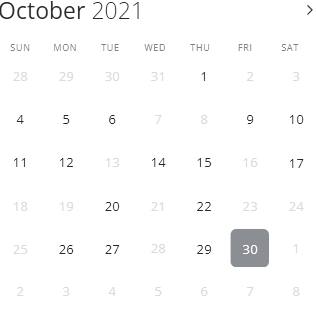 October 2021
SUN MON TUE WED THU FRI SAT
28 29 30 31 1 2 3
4 5 6 7 8 9 10
11 12 13 14 15 16 17
18 19 20 21 22 23 24
25 26 27 28 29 30 1
2 3 4 5 6 7 8